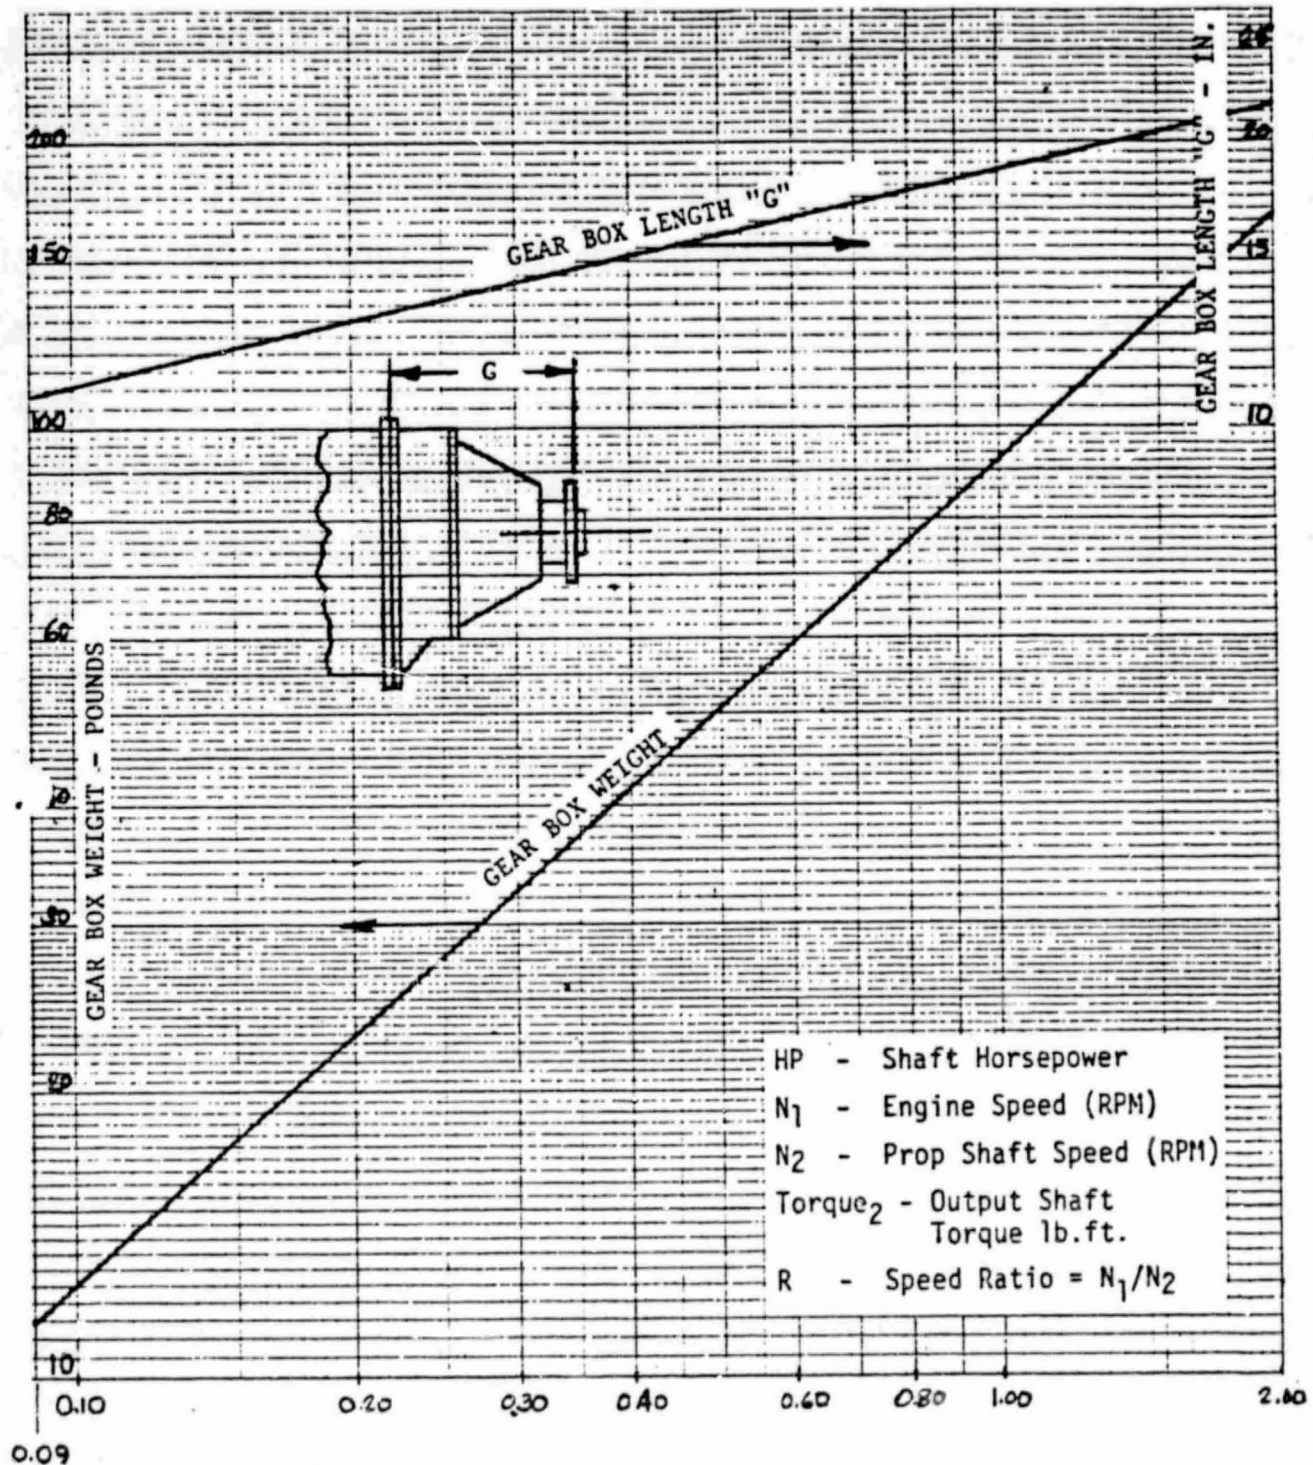 GEAR BOX LENGTH "G" - IN.
25
200
20
GEAR BOX LENGTH "G"
150
15
G
100
10
80
60
GEAR BOX WEIGHT - POUNDS
GEAR BOX WEIGHT
30
20
10
HP - Shaft Horsepower
N₁ - Engine Speed (RPM)
N₂ - Prop Shaft Speed (RPM)
Torque₂ - Output Shaft
Torque lb.ft.
R - Speed Ratio = N₁/N₂
0.10 0.20 0.30 0.40 0.60 0.80 1.00 2.00
0.09